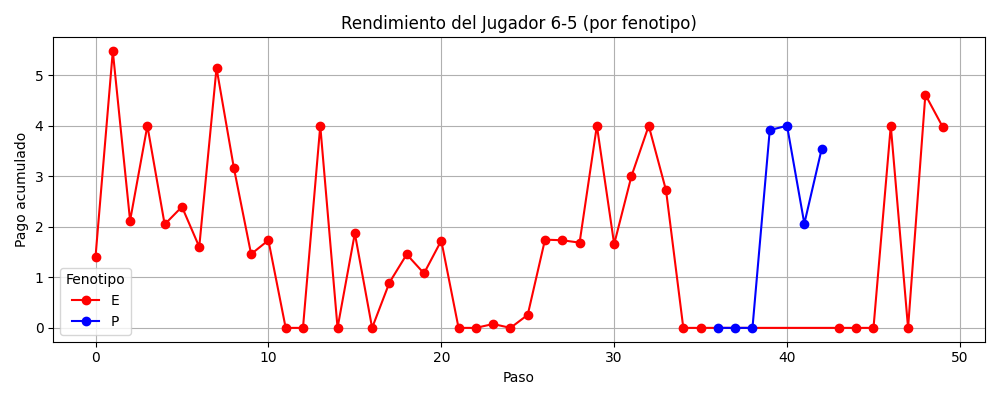 Rendimiento del Jugador 6-5 (por fenotipo)
Pago acumulado
5
4
3
2
1
0
Fenotipo
E
P
0 10 20 30 40 50
Paso